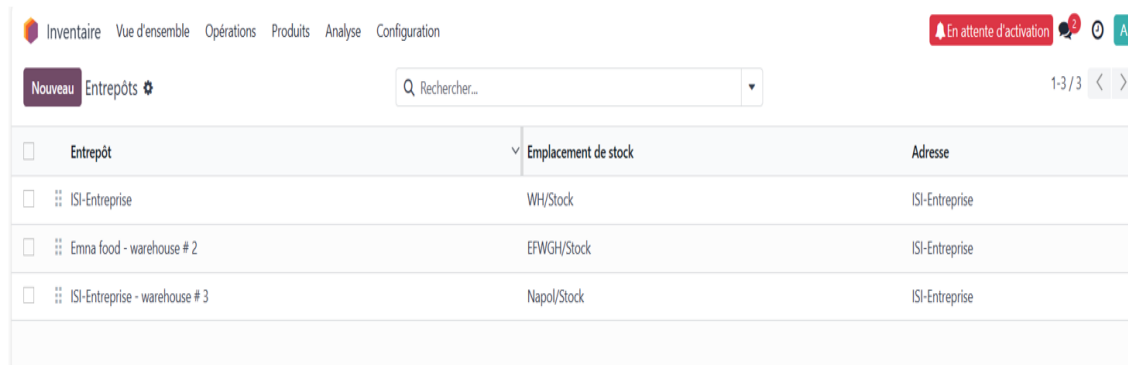 Inventaire Vue d'ensemble Opérations Produits Analyse Configuration En attente d'activation 2 A
Nouveau Entrepôts Rechercher... 1-3 / 3
Entrepôt Emplacement de stock Adresse
ISI-Entreprise WH/Stock ISI-Entreprise
Emna food - warehouse # 2 EFWGH/Stock ISI-Entreprise
ISI-Entreprise - warehouse # 3 Napol/Stock ISI-Entreprise